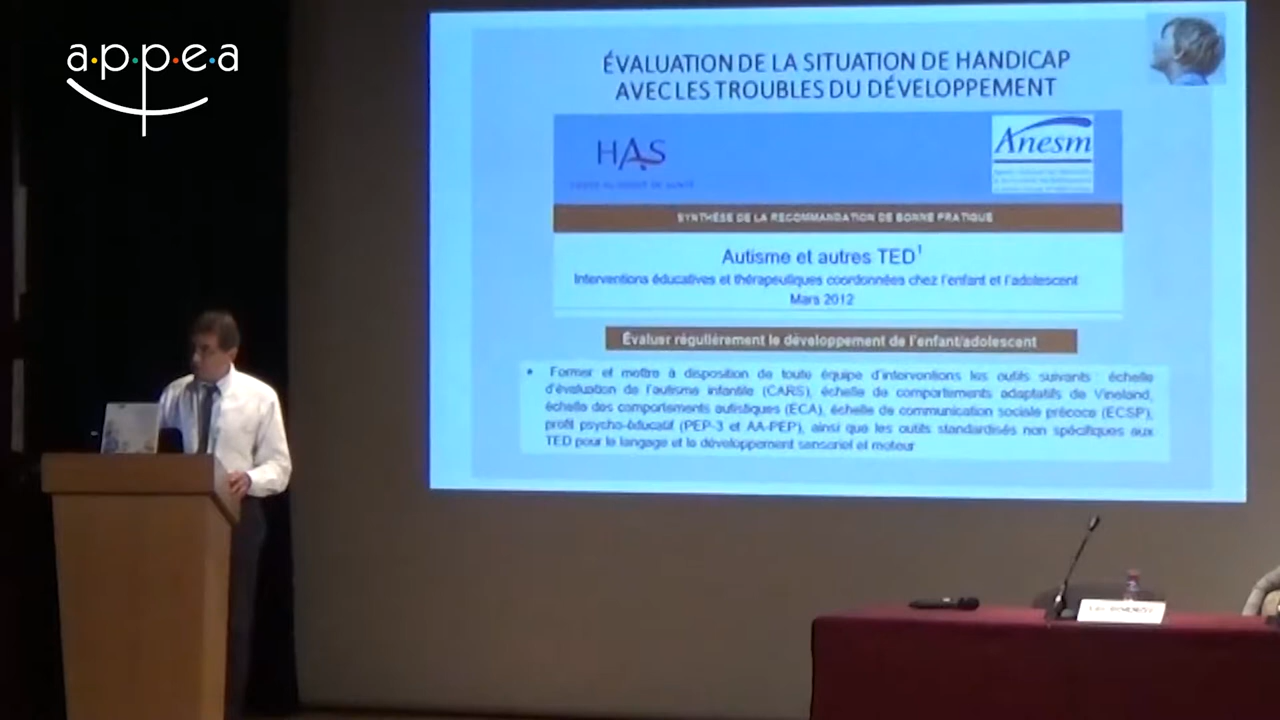 a·p·p·e·a
ÉVALUATION DE LA SITUATION DE HANDICAP
AVEC LES TROUBLES DU DÉVELOPPEMENT
HAS
Anesm
SYNTHÈSE DE LA RECOMMANDATION DE BONNE PRATIQUE
Autisme et autres TED¹
Interventions éducatives et thérapeutiques coordonnées chez l'enfant et l'adolescent
Mars 2012
Évaluer régulièrement le développement de l'enfant/adolescent
• Former et mettre à disposition de toute équipe d'interventions les outils suivants : échelle
d'évaluation de l'autisme infantile (CARS), échelle de comportements adaptatifs de Vineland,
échelle des comportements autistiques (ECA), échelle de communication sociale précoce (ECSP),
profil psycho-éducatif (PEP-3 et AA-PEP), ainsi que les outils standardisés non spécifiques aux
TED pour le langage et le développement sensoriel et moteur